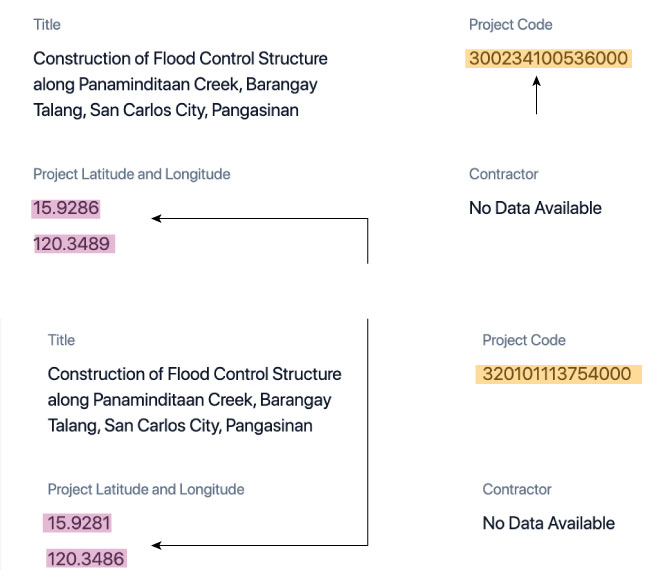 Title
Project Code
Construction of Flood Control Structure
along Panaminditaan Creek, Barangay
Talang, San Carlos City, Pangasinan
300234100536000
Project Latitude and Longitude
Contractor
15.9286
No Data Available
120.3489
Title
Project Code
Construction of Flood Control Structure
along Panaminditaan Creek, Barangay
Talang, San Carlos City, Pangasinan
320101113754000
Project Latitude and Longitude
Contractor
15.9281
No Data Available
120.3486